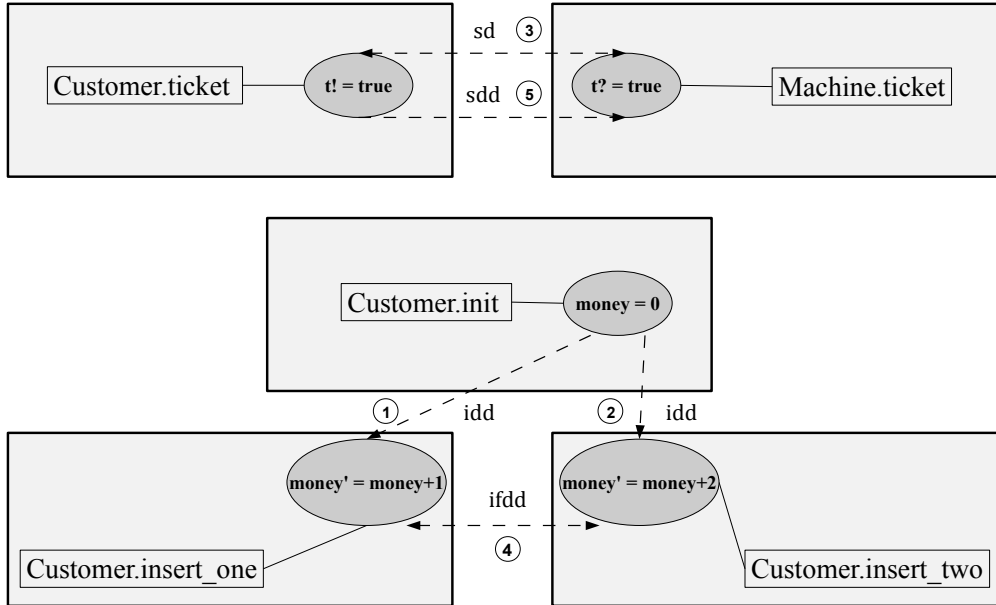 sd 3
Customer.ticket t! = true t? = true Machine.ticket
sdd 5
Customer.init money = 0
1 idd 2 idd
money' = money+1 money' = money+2
ifdd
4
Customer.insert_one Customer.insert_two